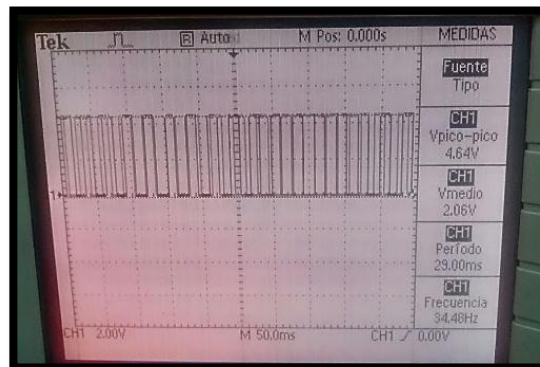 Tek
R Auto
M Pos: 0.000s
MEDIDAS
Fuente
Tipo
CH1
Vpico-pico
4.64V
CH1
Vmedio
2.06V
CH1
Período
29.00ms
CH1
Frecuencia
34.48Hz
1
CH1 2.00V
M 50.0ms
CH1 0.00V